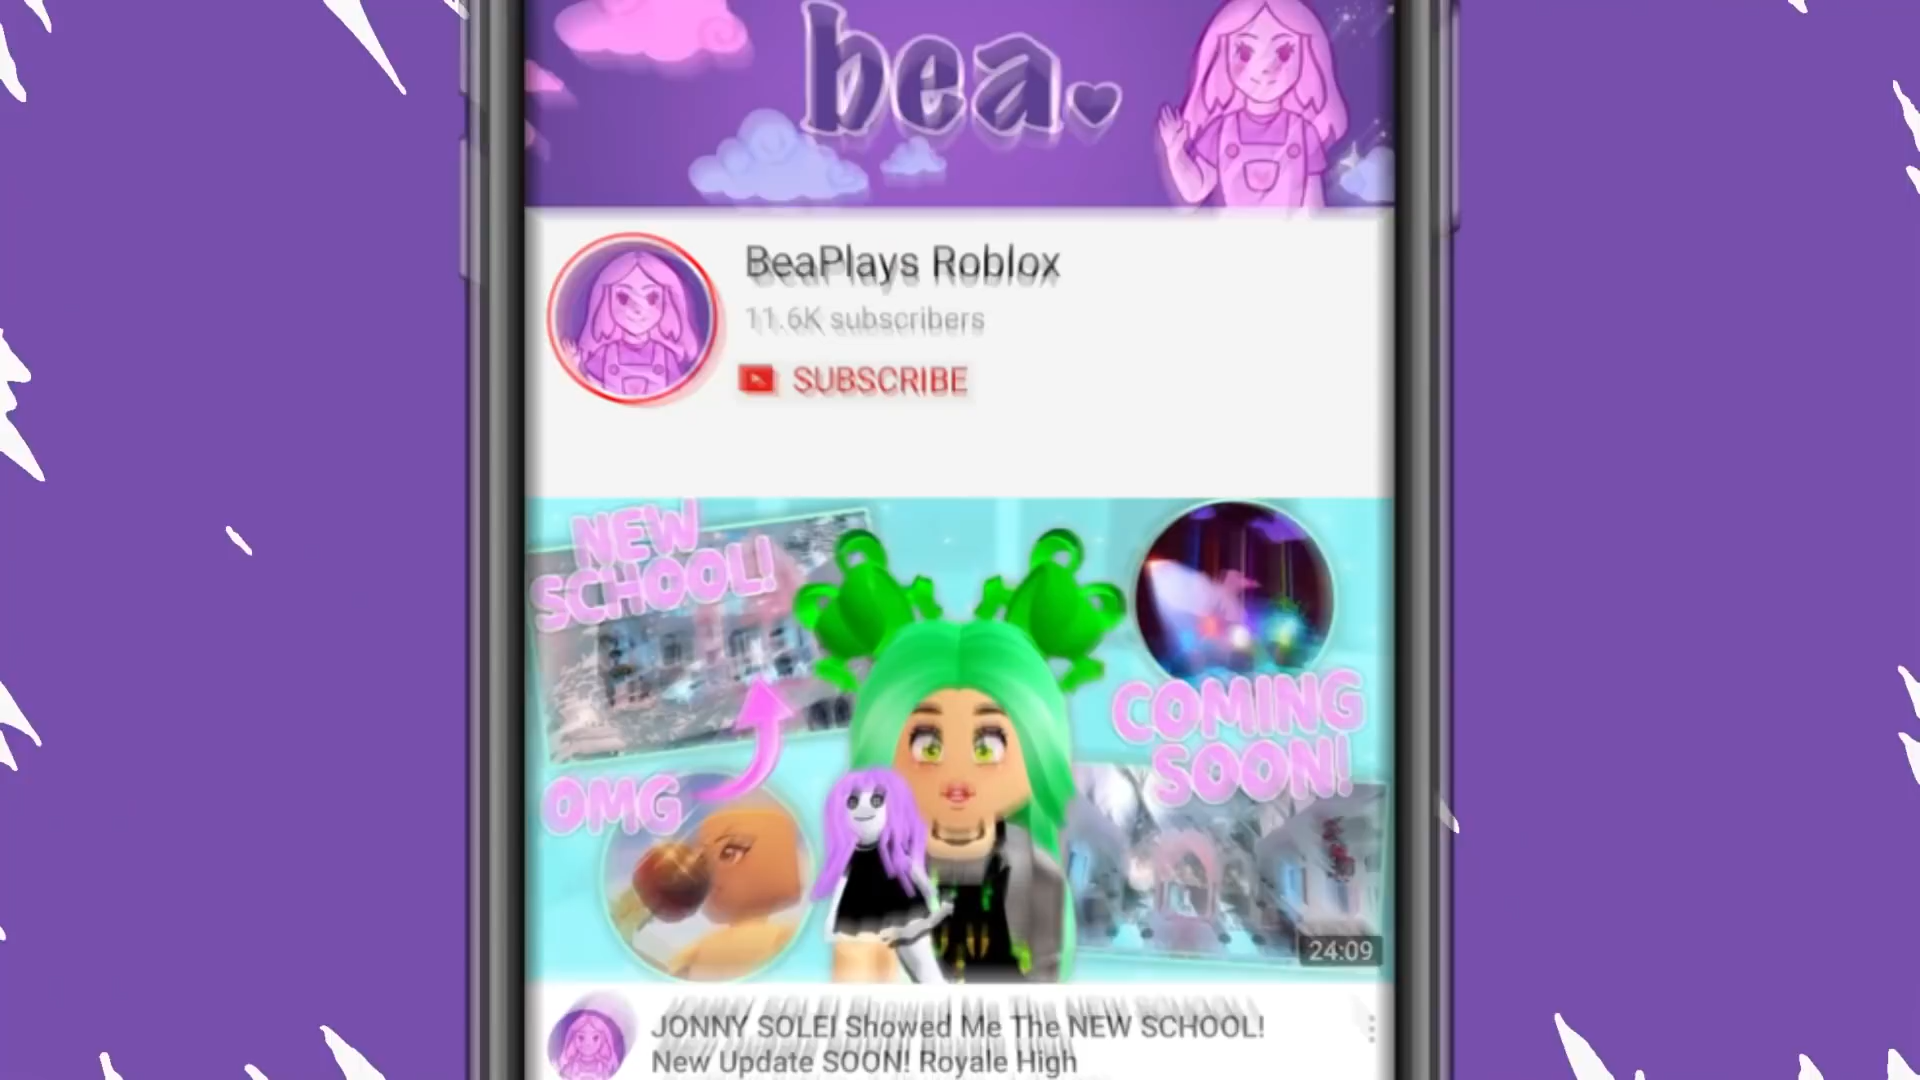 bea.
BeaPlays Roblox
11.6K subscribers
SUBSCRIBE
NEW
SCHOOL!
OMG
COMING
SOON!
24:09
JONNY SOLEI Showed Me The NEW SCHOOL!
New Update SOON! Royale High